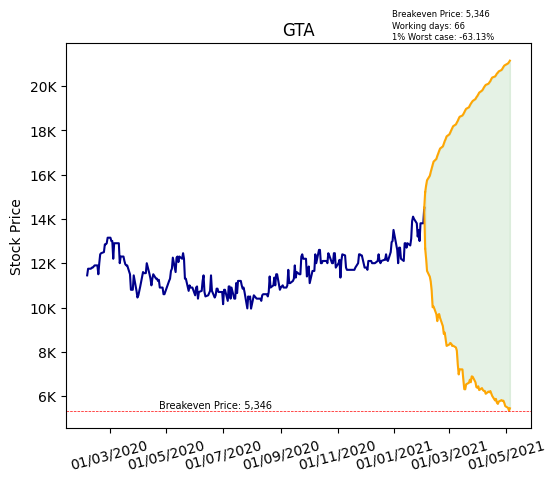 Breakeven Price: 5,346
Working days: 66
1% Worst case: -63.13%
GTA
Stock Price
20K
18K
16K
14K
12K
10K
8K
6K
Breakeven Price: 5,346
01/03/2020
01/05/2020
01/07/2020
01/09/2020
01/11/2020
01/01/2021
01/03/2021
01/05/2021